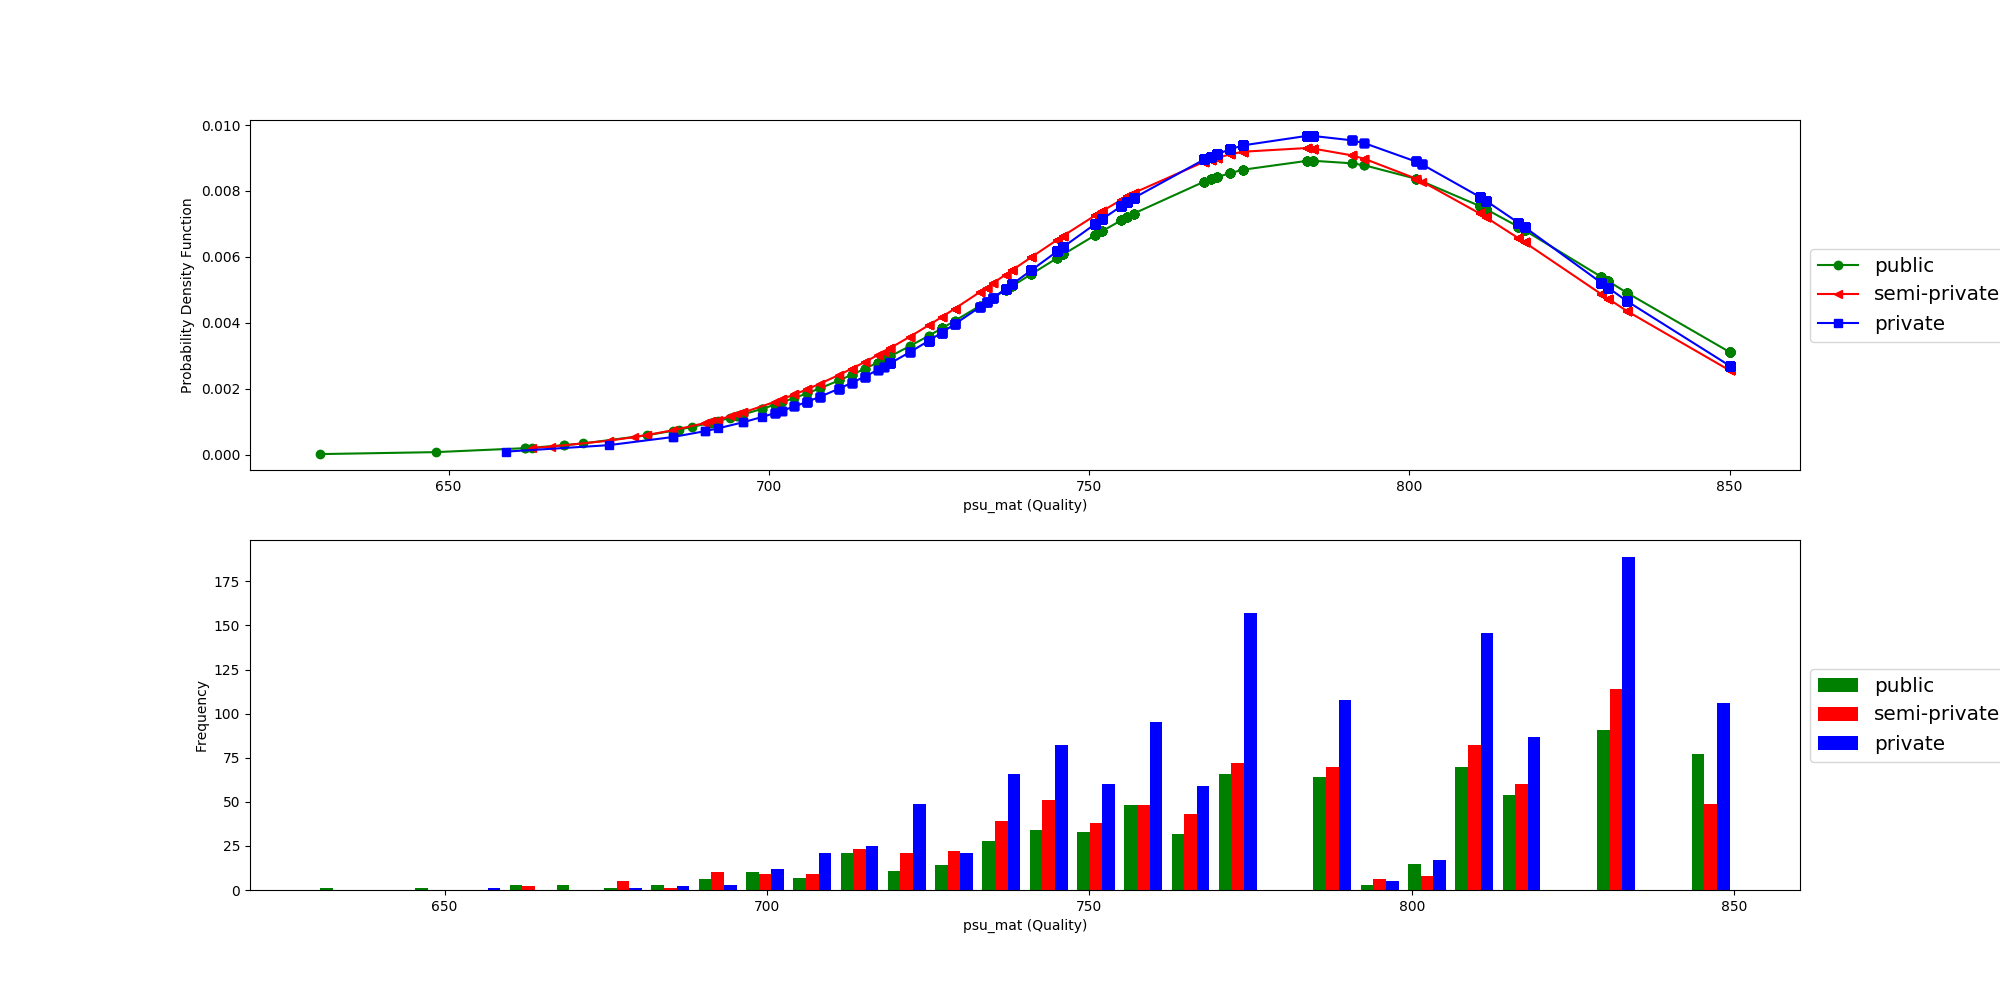 0.010
0.008
0.006
0.004
0.002
0.000
Probability Density Function
650 700 750 800 850
psu_mat (Quality)
public
semi-private
private
175
150
125
100
75
50
25
0
Frequency
650 700 750 800 850
psu_mat (Quality)
public
semi-private
private